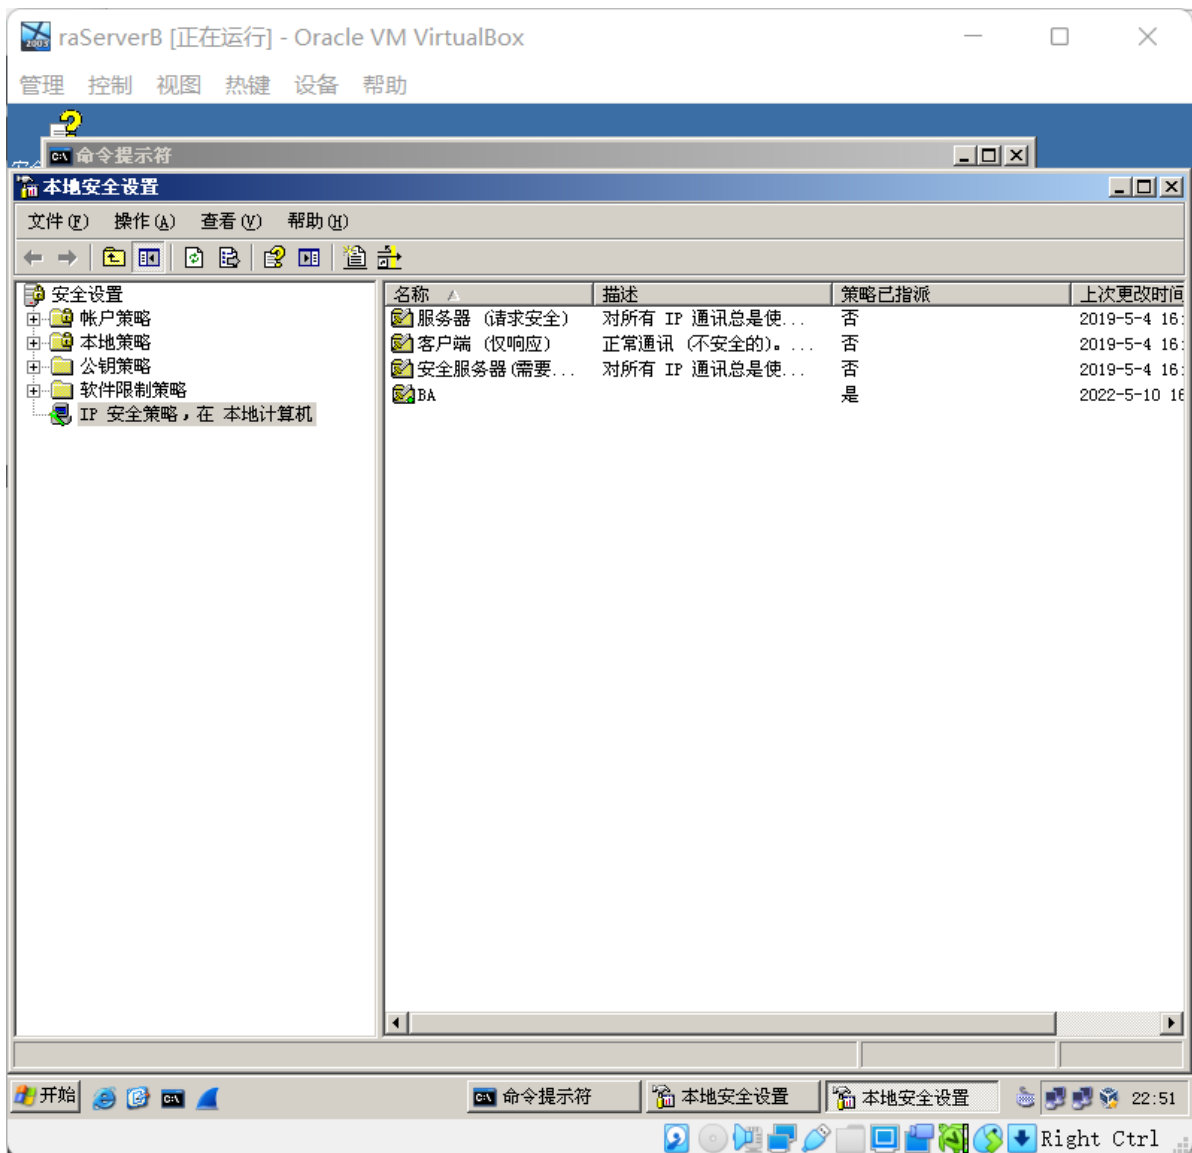 raServerB [正在运行] - Oracle VM VirtualBox
管理 控制 视图 热键 设备 帮助
命令提示符
本地安全设置
文件(F) 操作(A) 查看(V) 帮助(H)
安全设置
帐户策略
本地策略
公钥策略
软件限制策略
IP 安全策略，在 本地计算机
名称 描述 策略已指派 上次更改时间
服务器 (请求安全) 对所有 IP 通讯总是使... 否 2019-5-4 16:
客户端 (仅响应) 正常通讯 (不安全的)。... 否 2019-5-4 16:
安全服务器(需要... 对所有 IP 通讯总是使... 否 2019-5-4 16:
BA 是 2022-5-10 16
开始 命令提示符 本地安全设置 本地安全设置 22:51
Right Ctrl